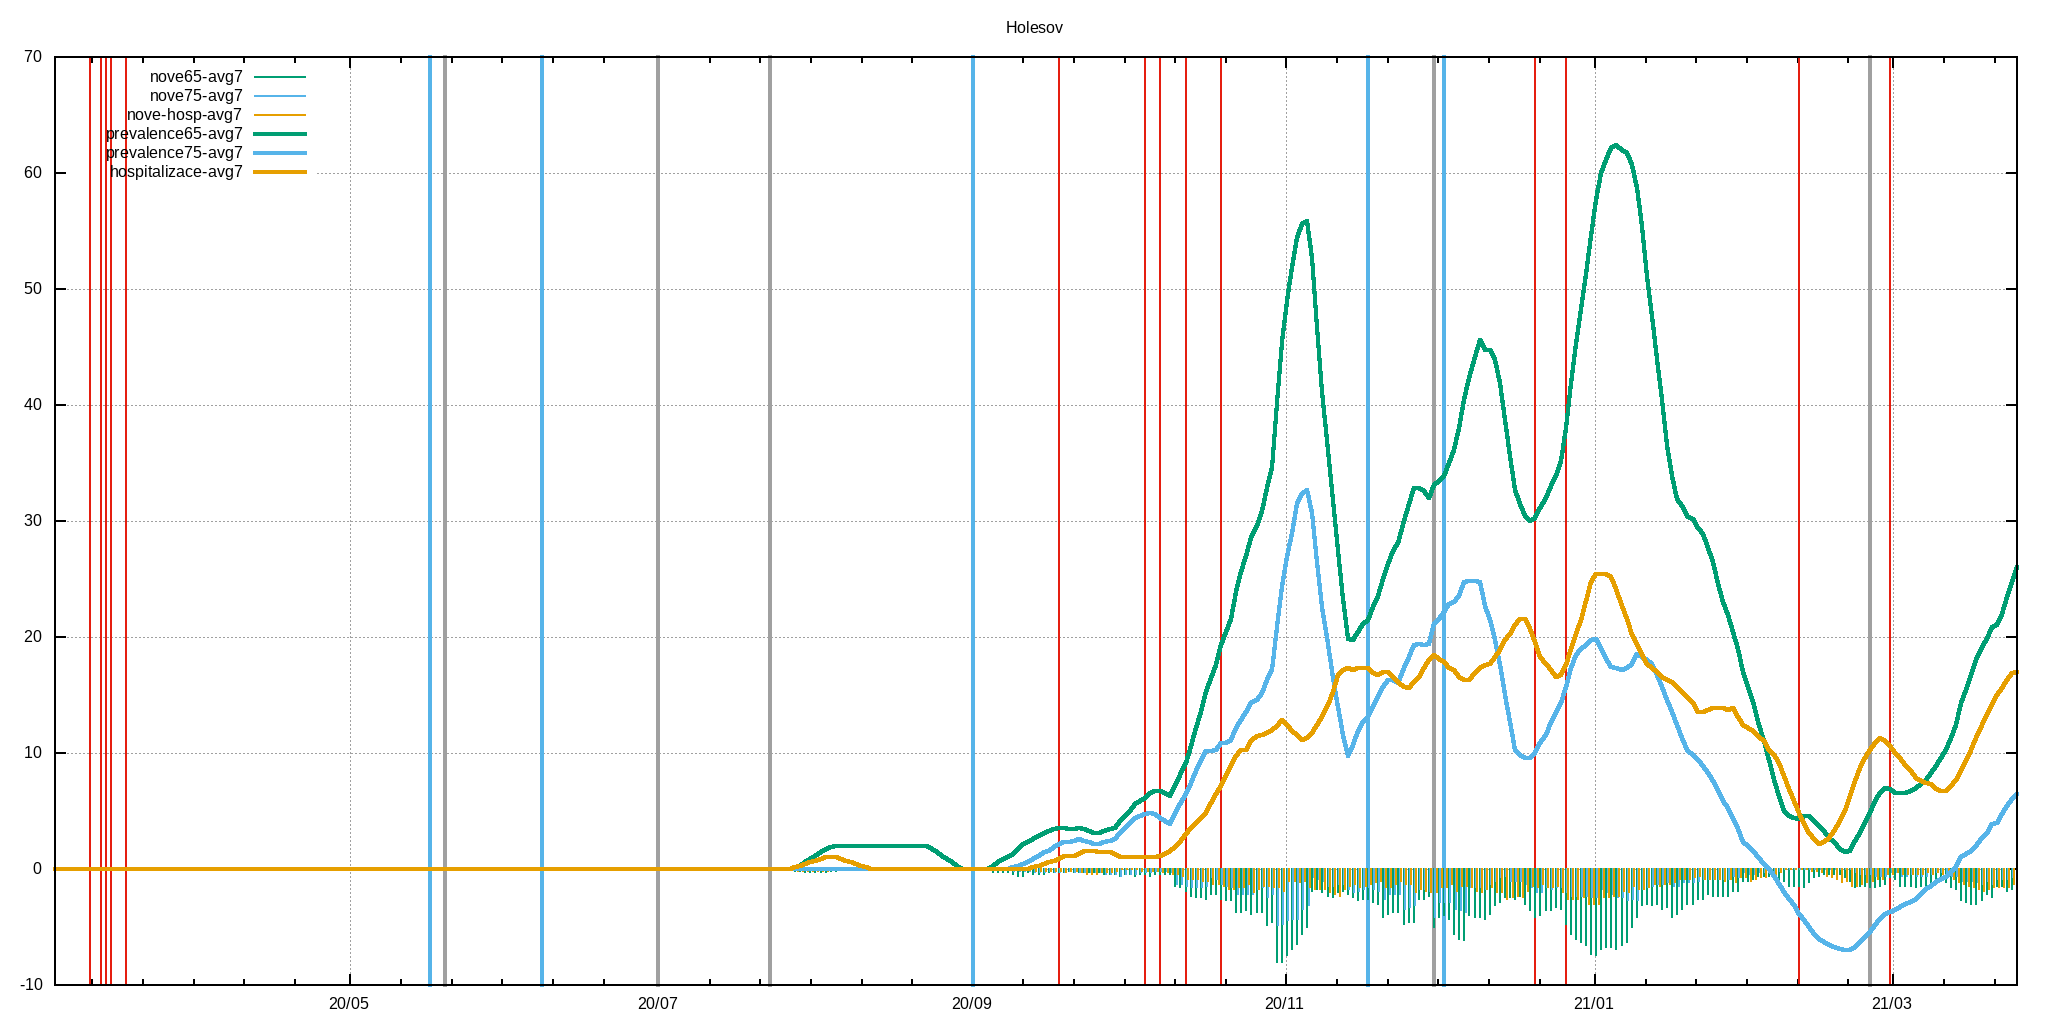 Holesov
70
60
50
40
30
20
10
0
-10
nove65-avg7
nove75-avg7
nove-hosp-avg7
prevalence65-avg7
prevalence75-avg7
hospitalizace-avg7
20/05 20/07 20/09 20/11 21/01 21/03